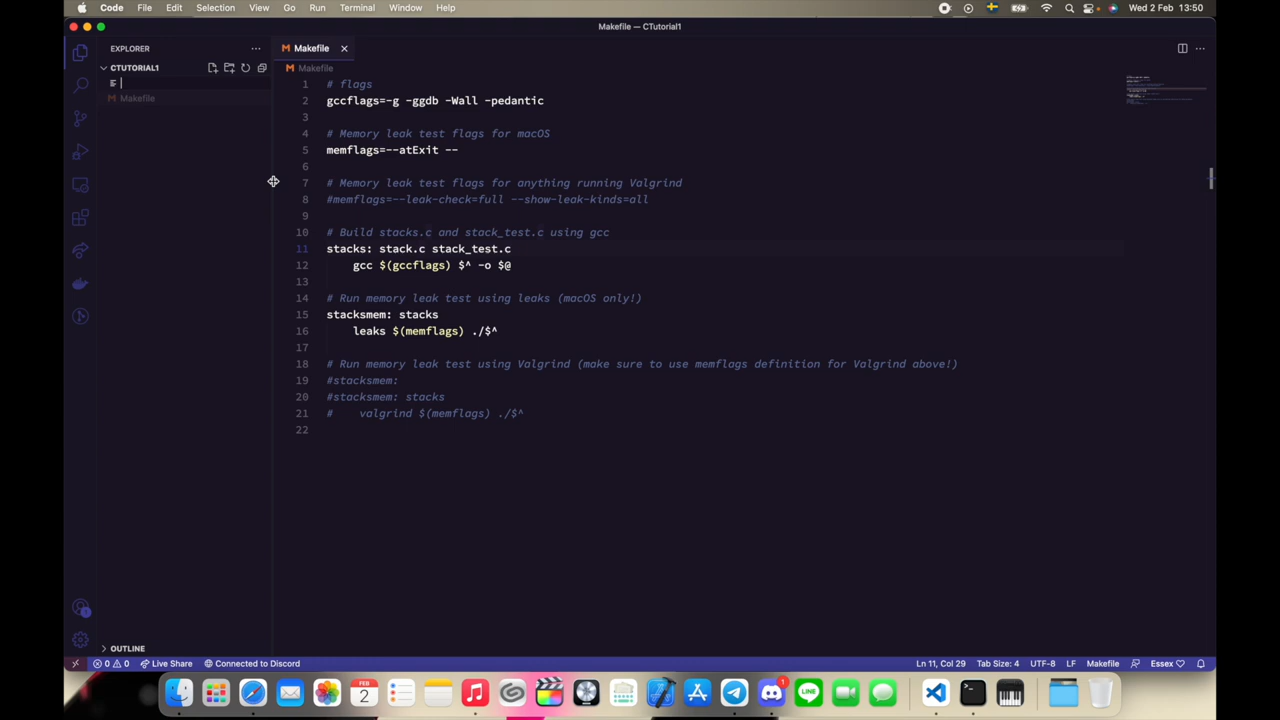 Code File Edit Selection View Go Run Terminal Window Help
Wed 2 Feb 13:50
Makefile — CTutorial1
EXPLORER
CTUTORIAL1
Makefile
OUTLINE
Makefile
Makefile
1 # flags
2 gccflags=-g -ggdb -Wall -pedantic
3
4 # Memory leak test flags for macOS
5 memflags=--atExit --
6
7 # Memory leak test flags for anything running Valgrind
8 #memflags=--leak-check=full --show-leak-kinds=all
9
10 # Build stacks.c and stack_test.c using gcc
11 stacks: stack.c stack_test.c
12 gcc $(gccflags) $^ -o $@
13
14 # Run memory leak test using leaks (macOS only!)
15 stacksmem: stacks
16 leaks $(memflags) ./$^
17
18 # Run memory leak test using Valgrind (make sure to use memflags definition for Valgrind above!)
19 #stacksmem:
20 #stacksmem: stacks
21 #    valgrind $(memflags) ./$^
22
0 0 Live Share Connected to Discord
Ln 11, Col 29 Tab Size: 4 UTF-8 LF Makefile Essex
FEB
2
1
LINE